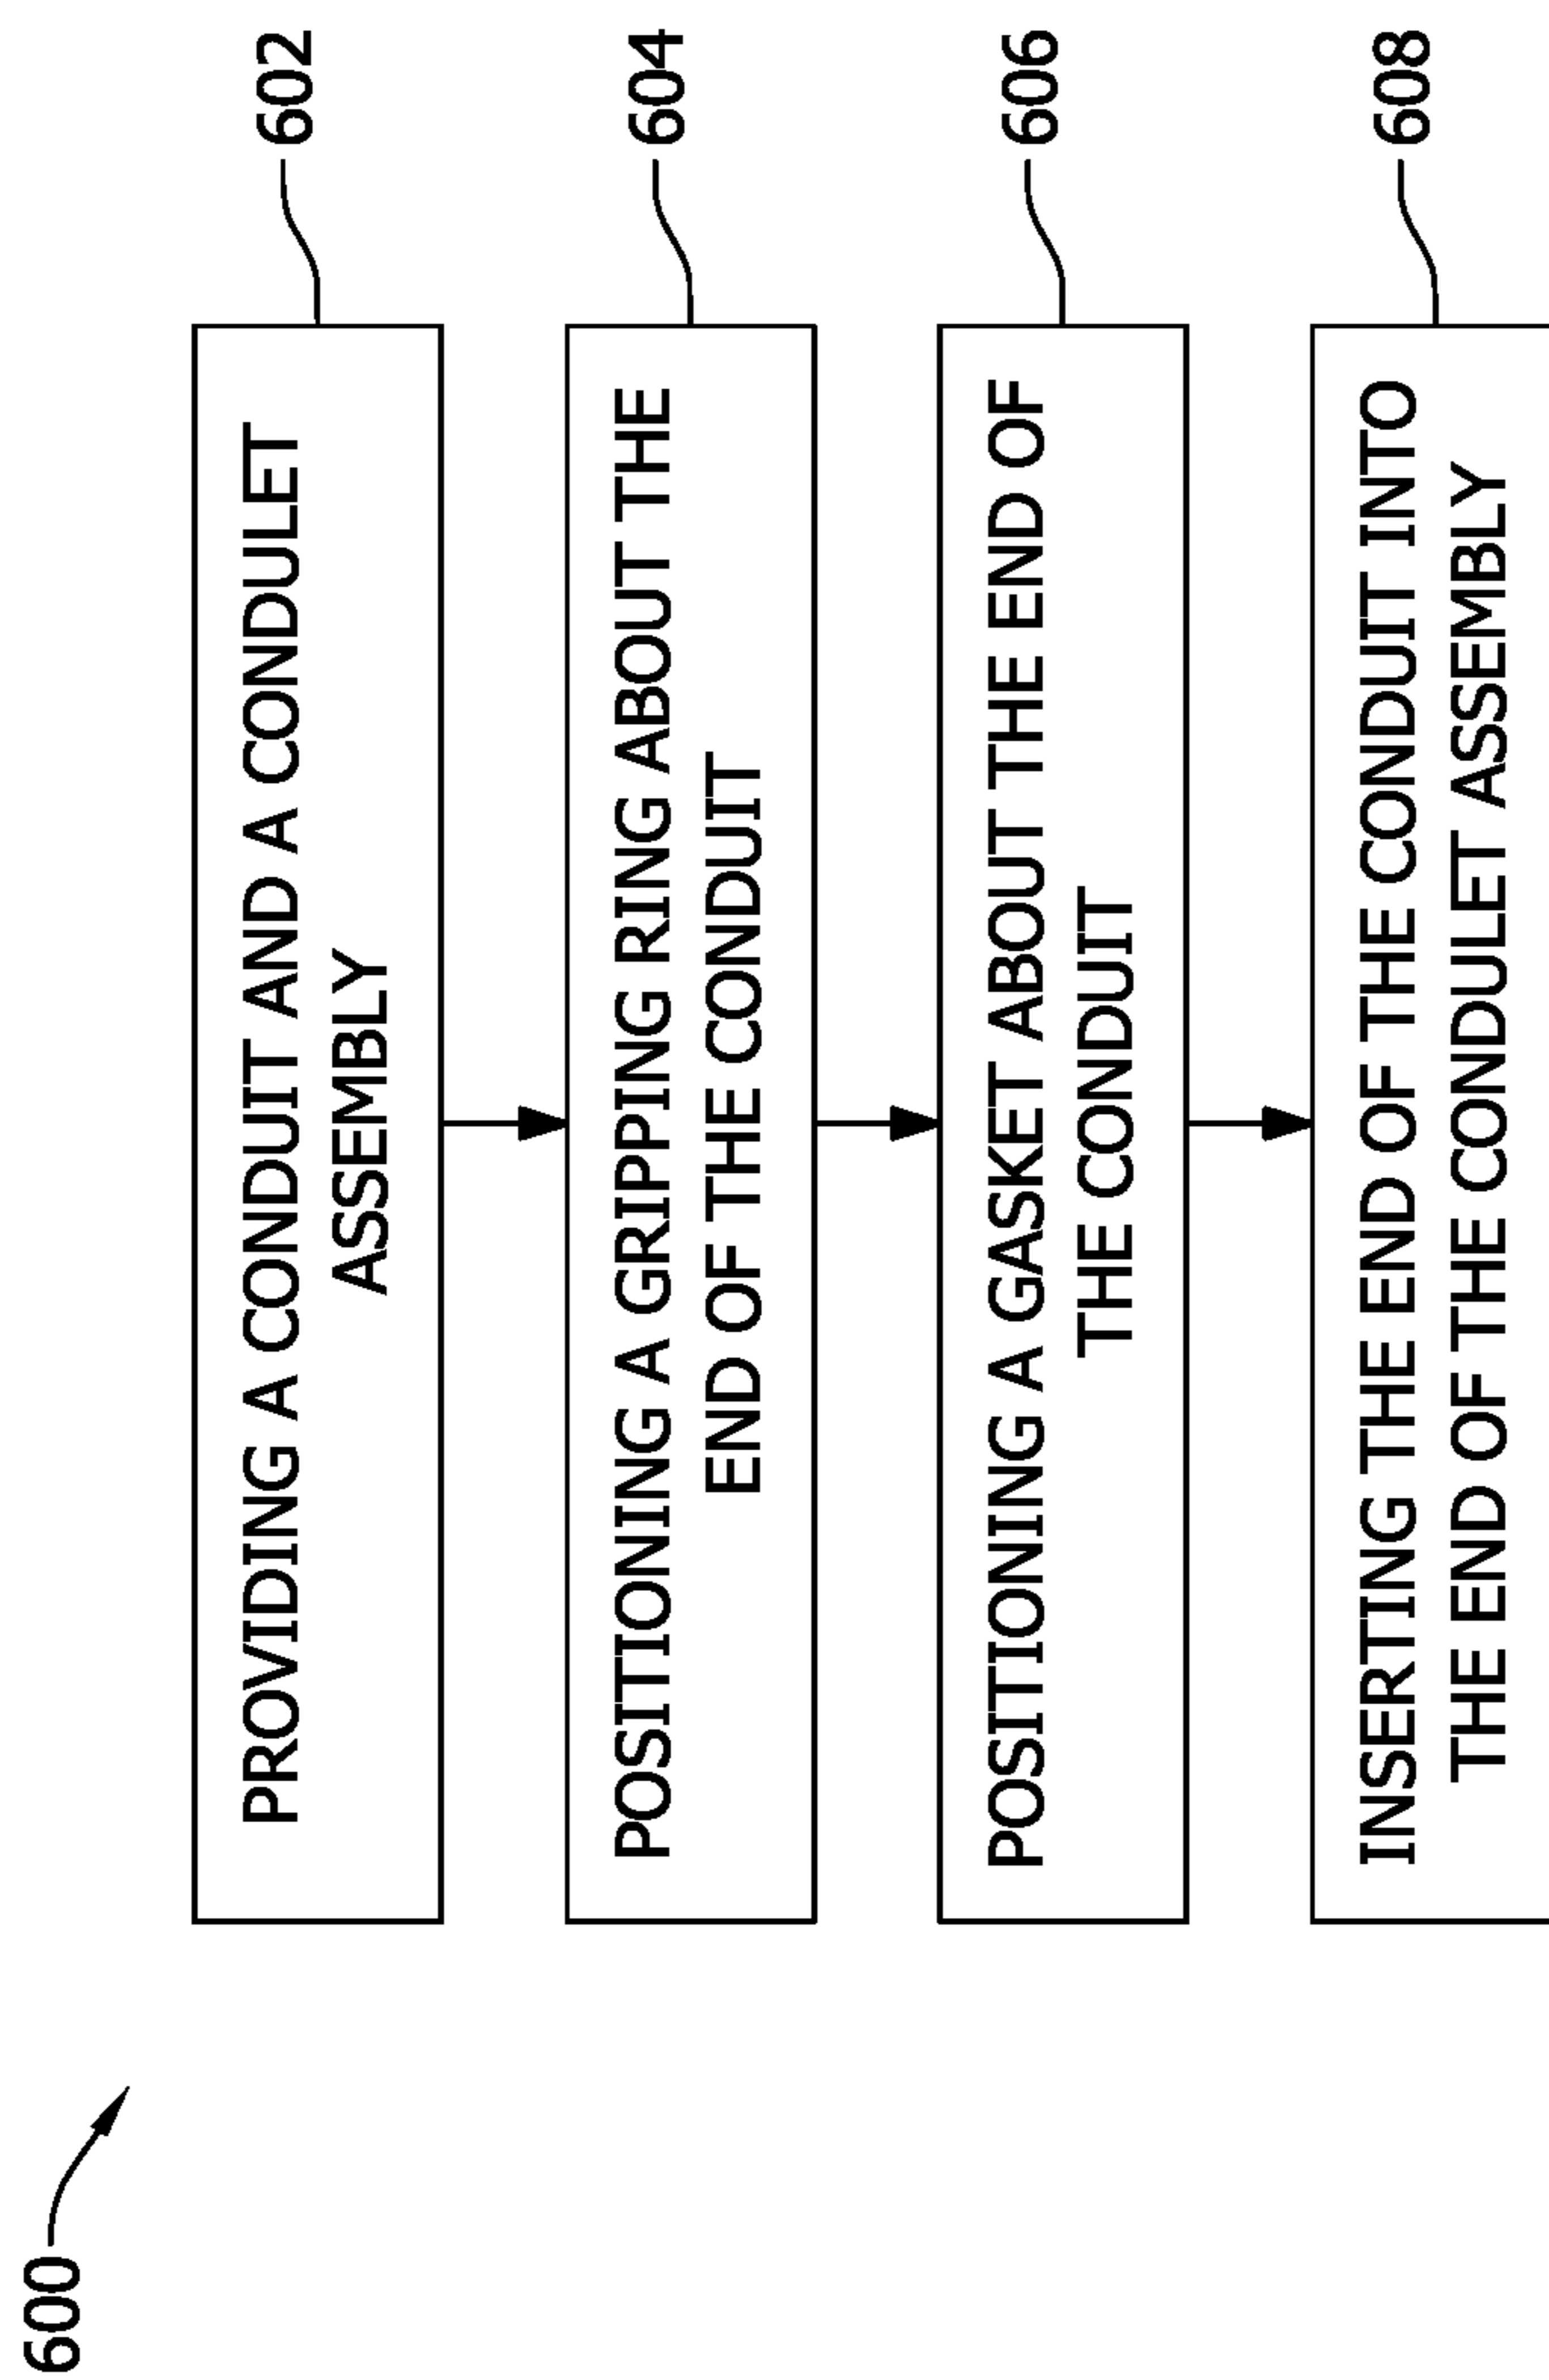 600
PROVIDING A CONDUIT AND A CONDULET
ASSEMBLY
602
POSITIONING A GRIPPING RING ABOUT THE
END OF THE CONDUIT
604
POSITIONING A GASKET ABOUT THE END OF
THE CONDUIT
606
INSERTING THE END OF THE CONDUIT INTO
THE END OF THE CONDULET ASSEMBLY
608